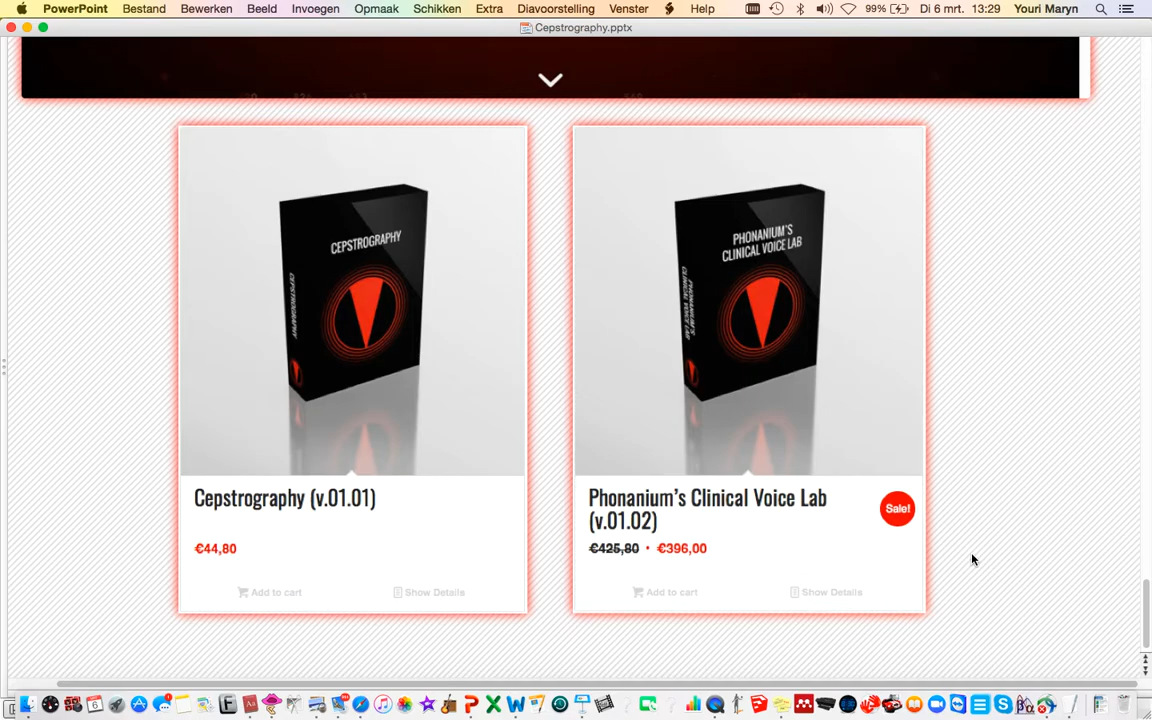 PowerPoint Bestand Bewerken Beeld Invoegen Opmaak Schikken Extra Diavoorstelling Venster Help 99% Di 6 mrt. 13:29 Youri Maryn
Cepstrography.pptx
CEPSTROGRAPHY
CEPSTROGRAPHY
PHONANIUM'S
CLINICAL VOICE LAB
PHONANIUM'S
CLINICAL VOICE LAB
Cepstrography (v.01.01)
€44,80
Add to cart Show Details
Phonanium's Clinical Voice Lab
(v.01.02)
Sale!
€425,80 · €396,00
Add to cart Show Details